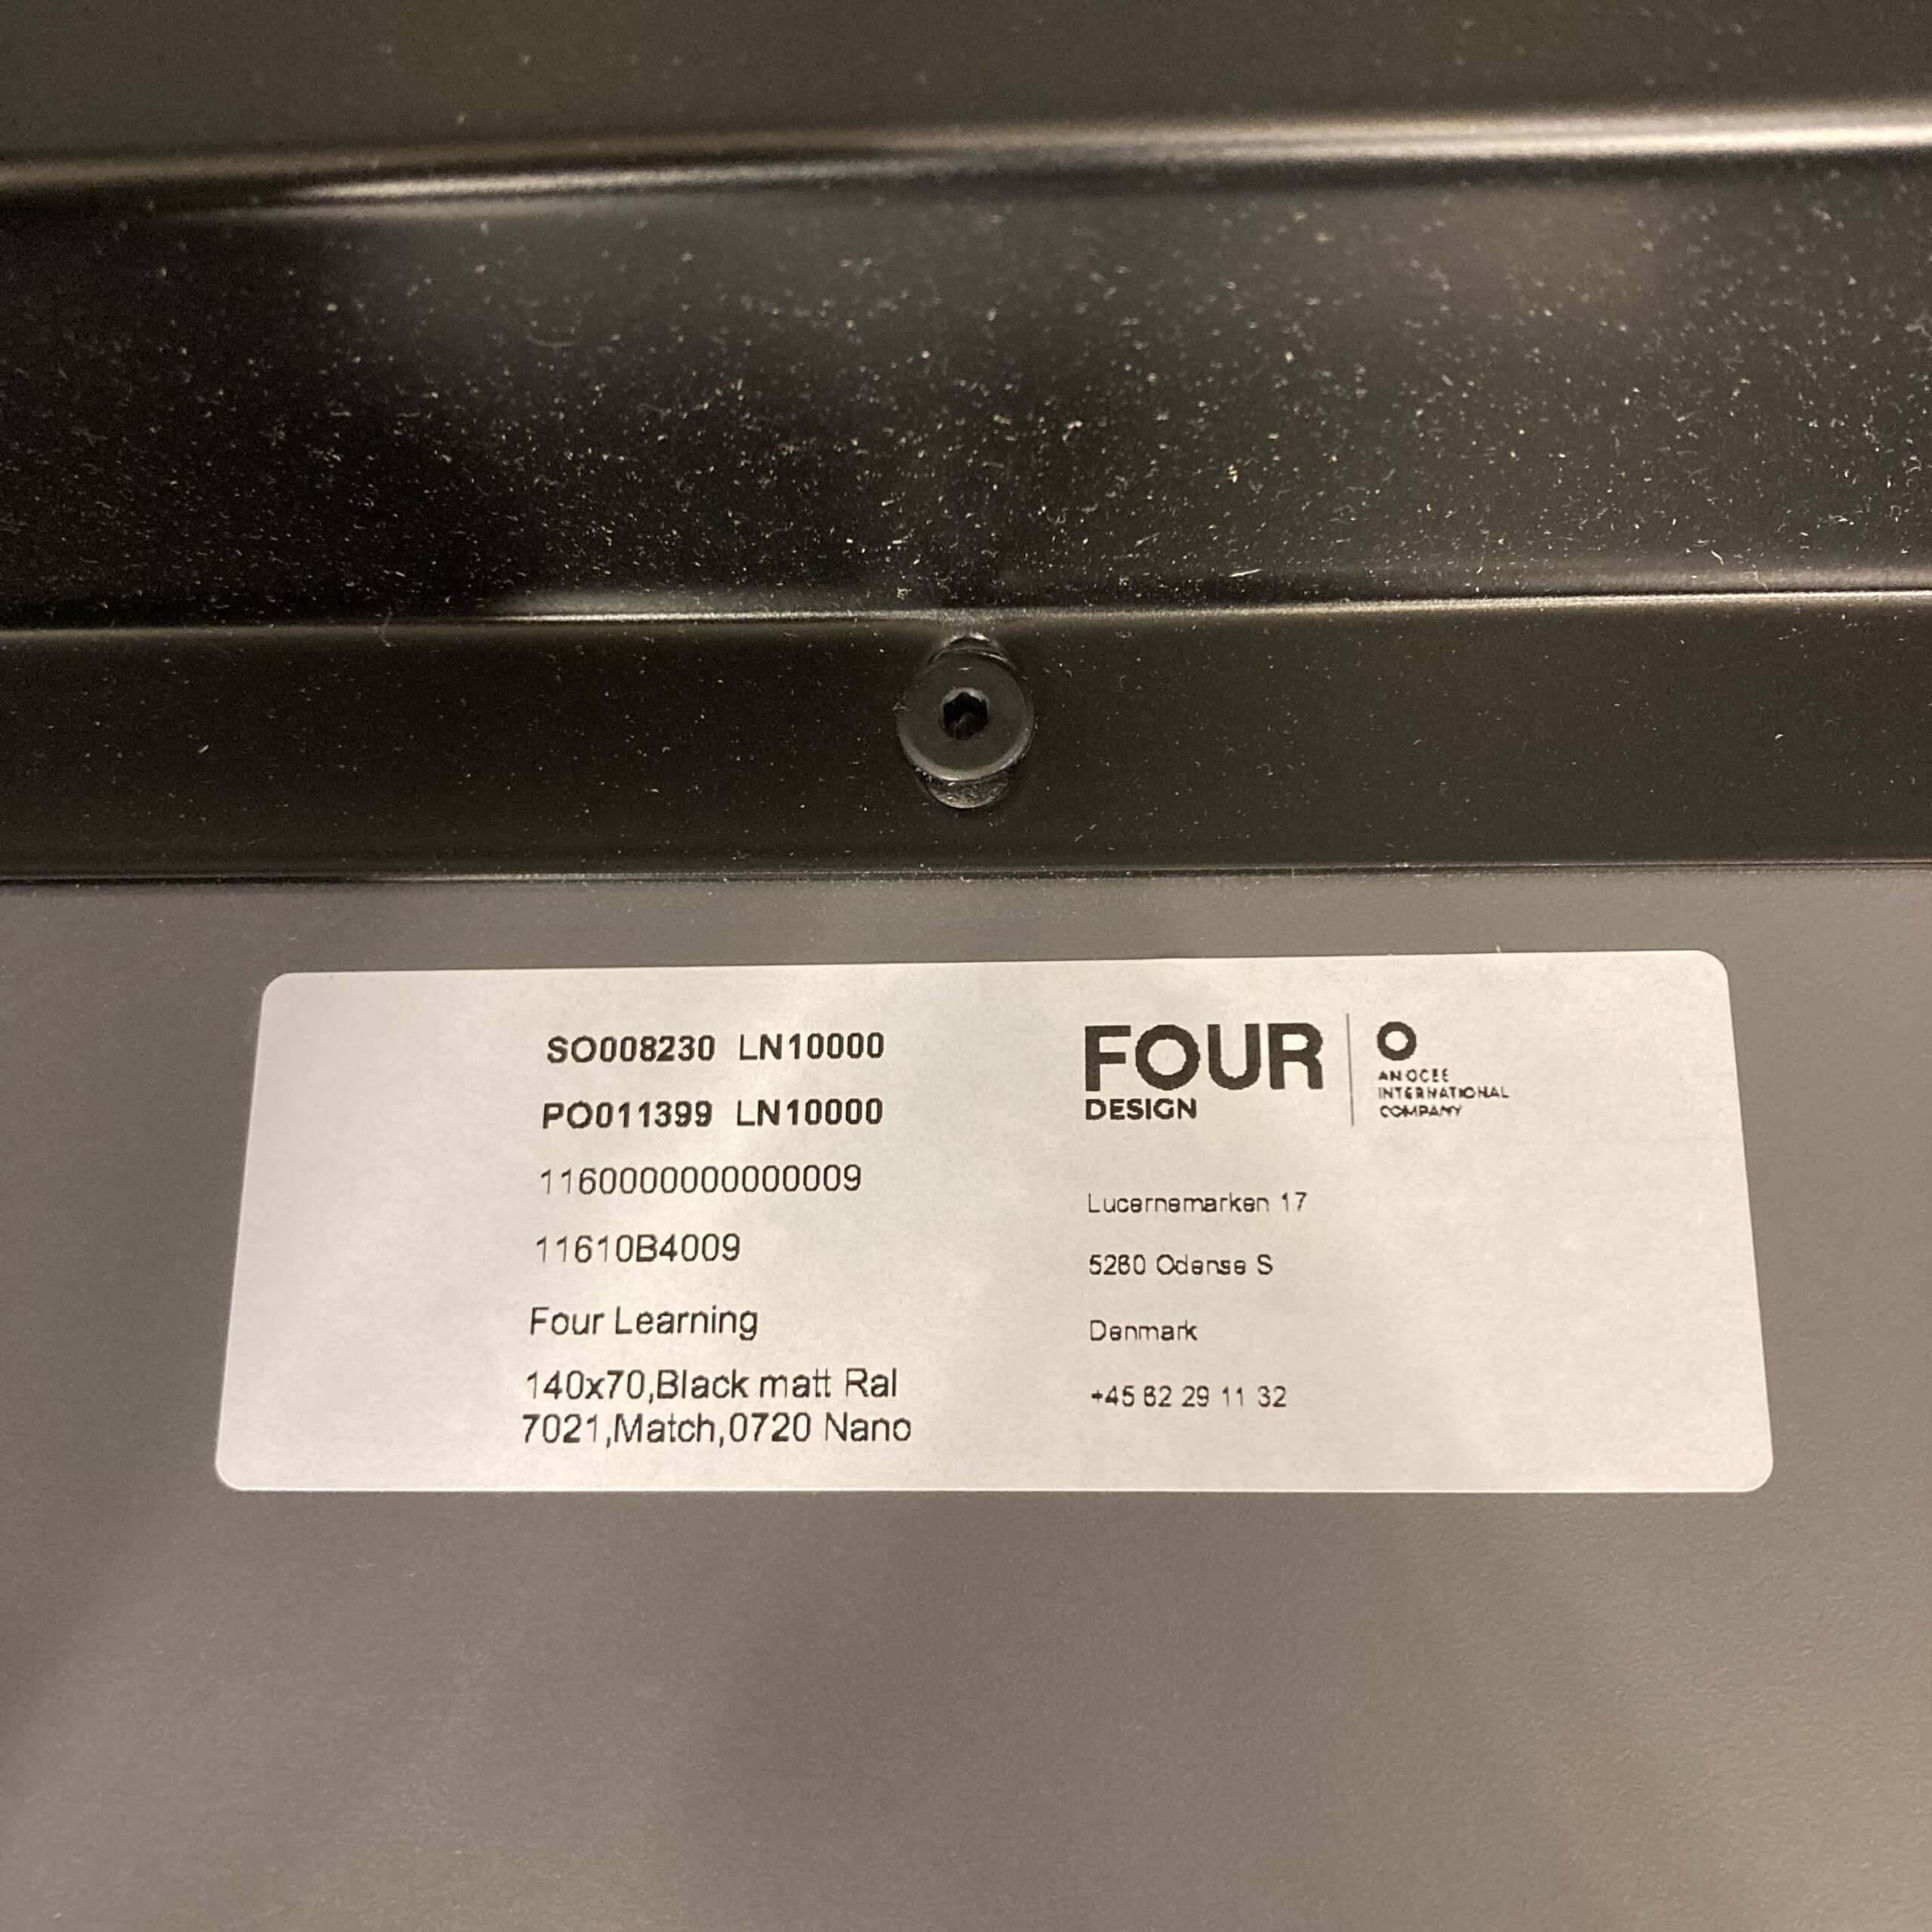 SO008230 LN10000
PO011399 LN10000
1160000000000009
11610B4009
Four Learning
140x70,Black matt Ral
7021,Match,0720 Nano
FOUR
DESIGN
AN OCEE
INTERNATIONAL
COMPANY
Lucernemarken 17
5260 Odense S
Denmark
+45 62 29 11 32